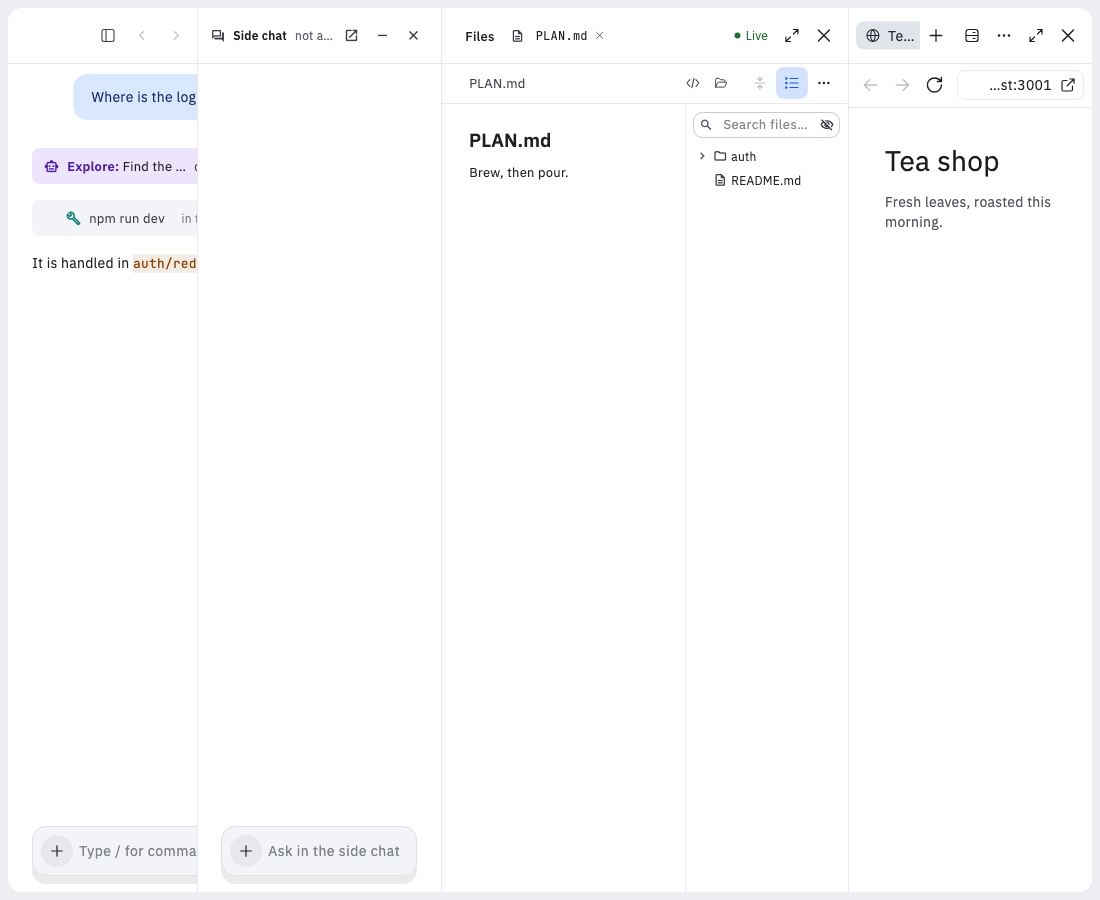 Where is the log
Explore: Find the ...
npm run dev in
It is handled in auth/red
Type / for comma
Side chat not a...
Ask in the side chat
Files PLAN.md Live
PLAN.md
PLAN.md
Brew, then pour.
Search files...
auth
README.md
Te...
...st:3001
Tea shop
Fresh leaves, roasted this
morning.